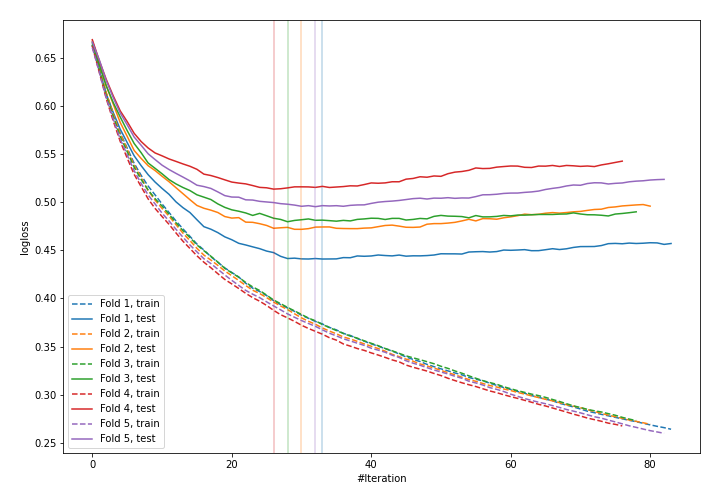 0.65
0.60
0.55
0.50
0.45
0.40
0.35
0.30
0.25
logloss
Fold 1, train
Fold 1, test
Fold 2, train
Fold 2, test
Fold 3, train
Fold 3, test
Fold 4, train
Fold 4, test
Fold 5, train
Fold 5, test
0 20 40 60 80
#Iteration